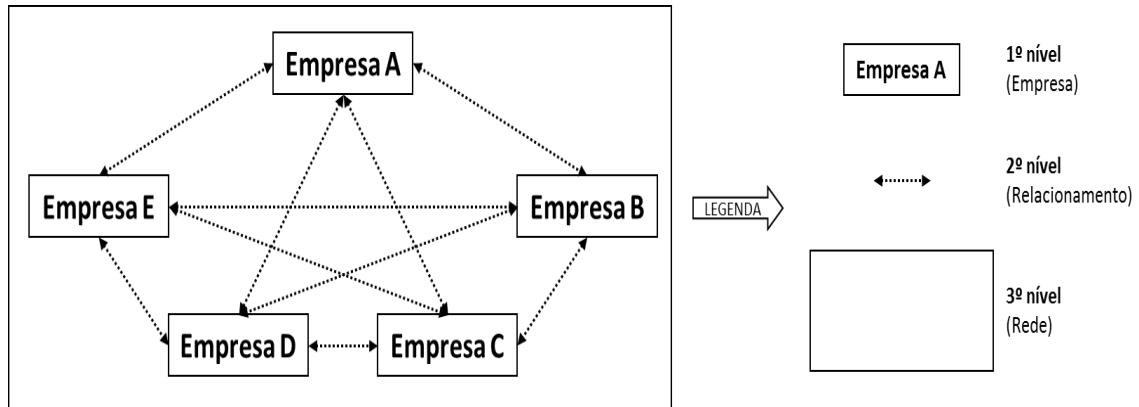 Empresa A
Empresa E
Empresa B
Empresa D
Empresa C
LEGENDA
Empresa A
1º nível
(Empresa)
2º nível
(Relacionamento)
3º nível
(Rede)